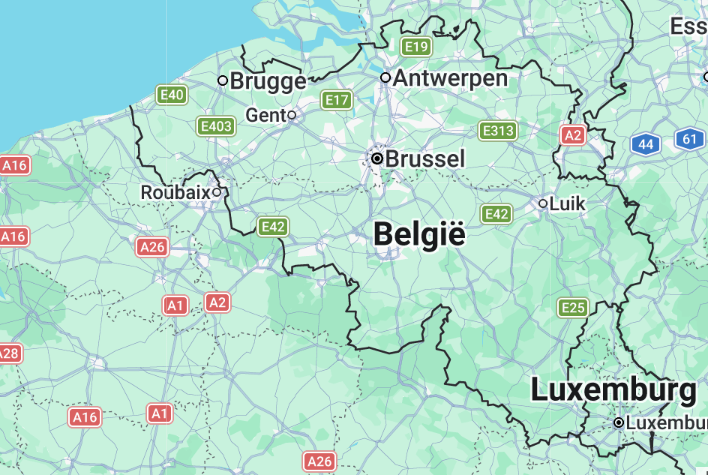 Ess
E19
Brugge
Antwerpen
E40
E17
Gent
E403
E313
A2
44
61
A16
Brussel
Roubaix
Luik
E42
E42
A16
A26
België
A1
A2
E25
A28
Luxemburg
A16
A1
Luxembur
A26